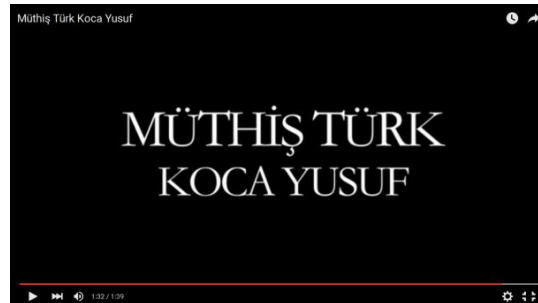 Müthiş Türk Koca Yusuf
MÜTHİŞ TÜRK
KOCA YUSUF
1:32 / 1:39